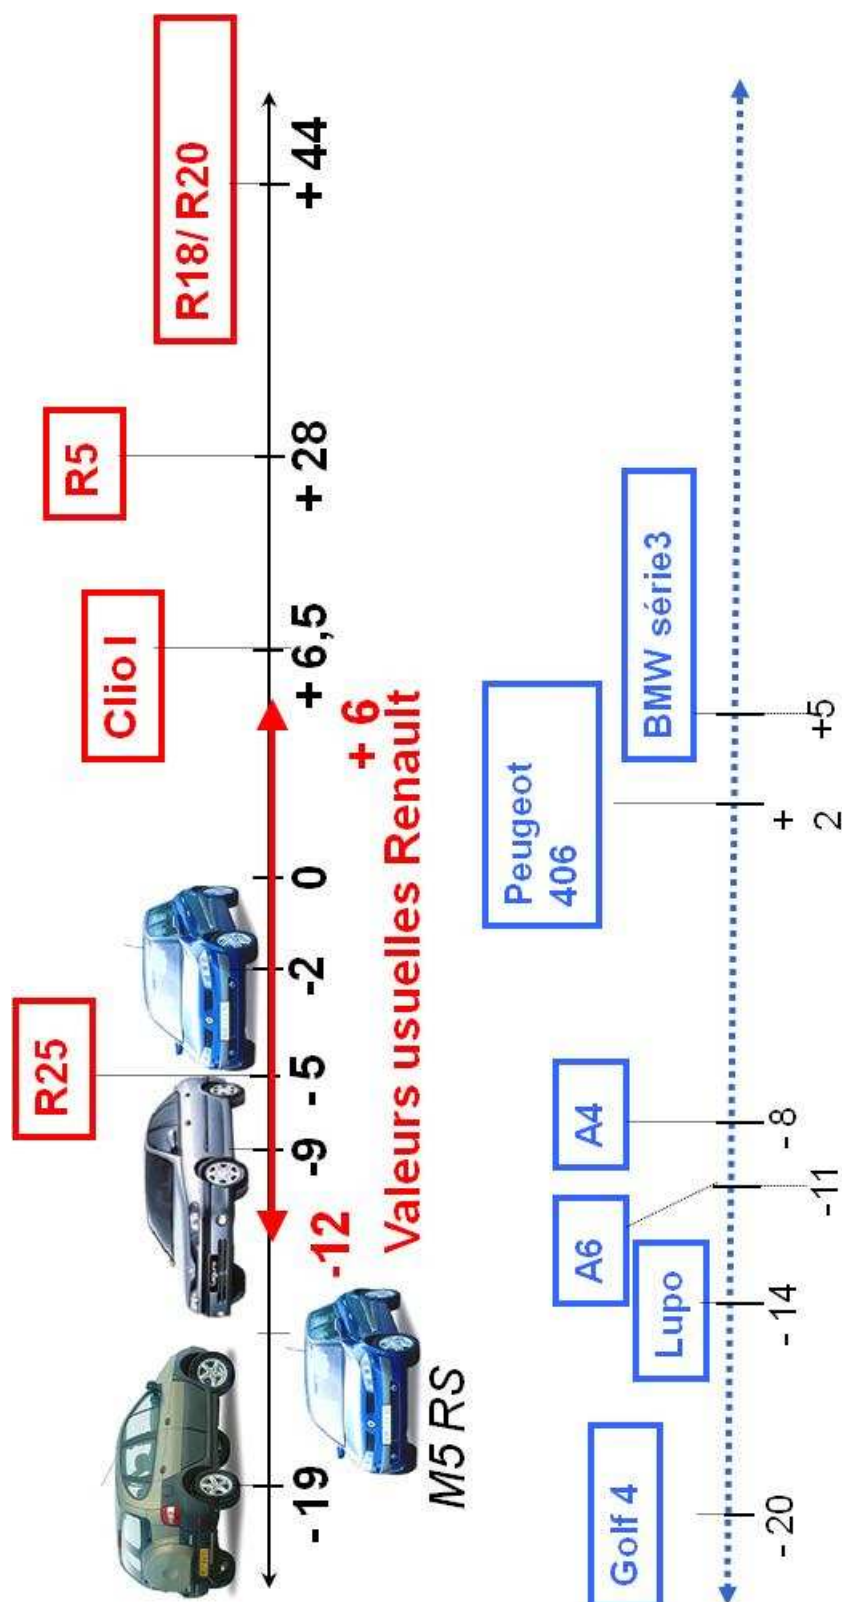 R25
R5
Clio I
R18/ R20
- 19
-9
- 5
-2
0
+ 6,5
+ 28
+ 44
-12
+ 6
M5 RS
Valeurs usuelles Renault
Peugeot
406
Golf 4
A6
A4
Lupo
BMW série3
- 20
- 14
-11
- 8
+
2
+5